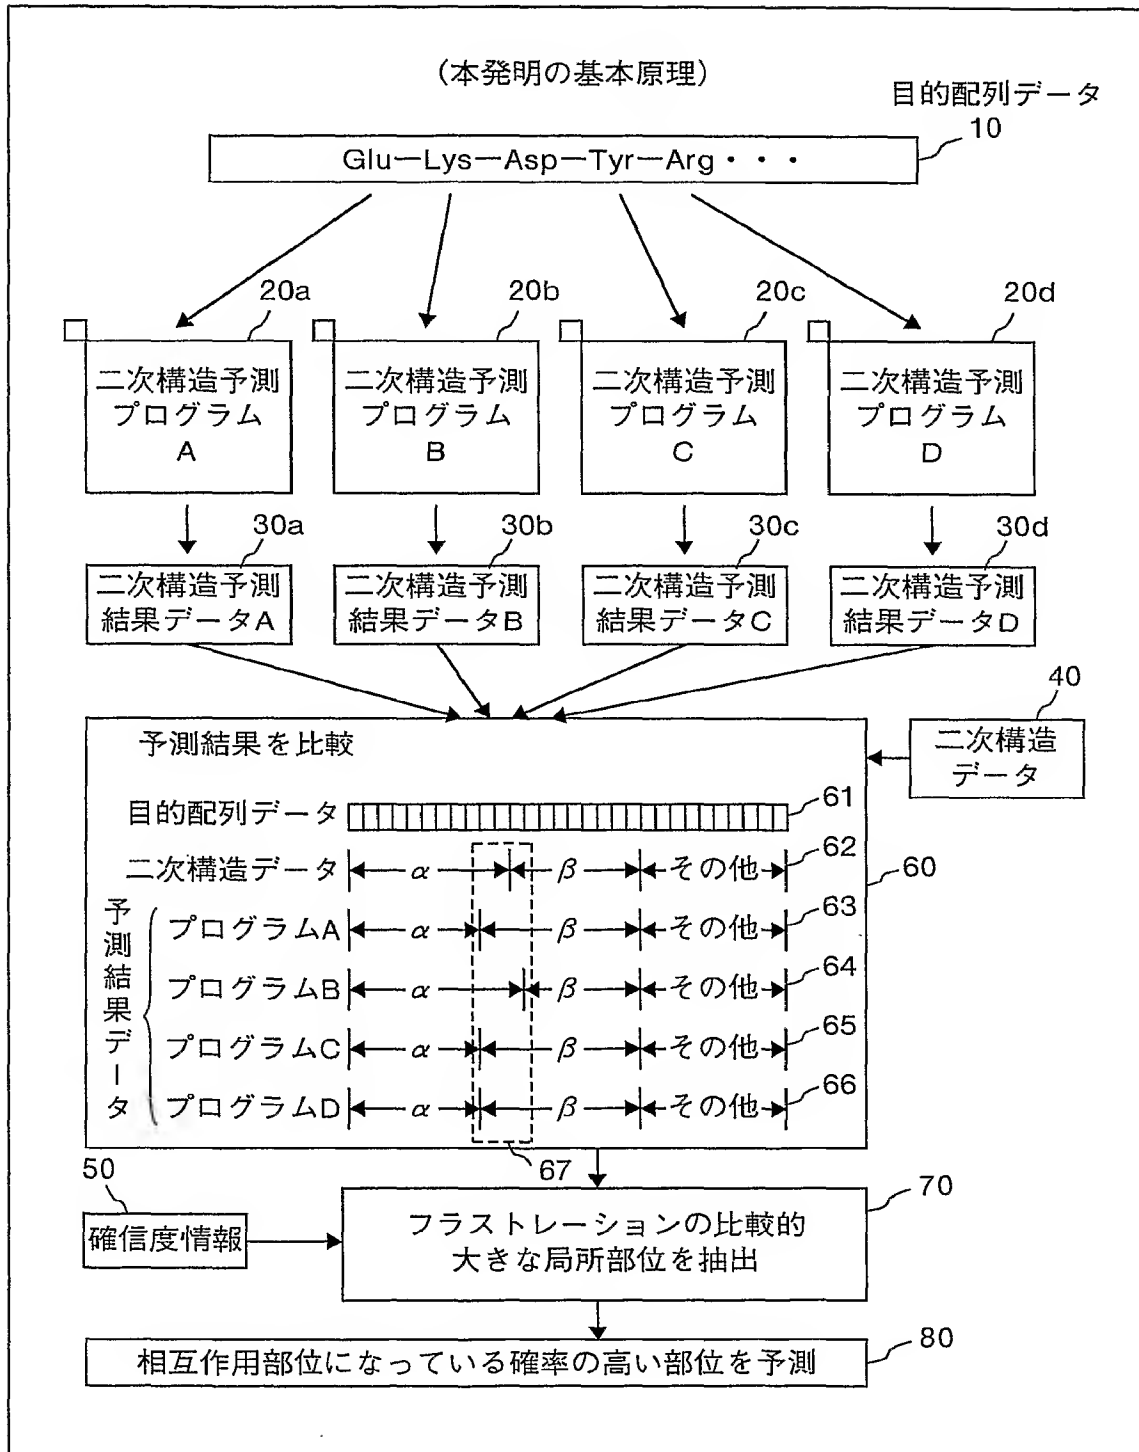 (本発明の基本原理)
目的配列データ
10
Glu—Lys—Asp—Tyr—Arg・・・
20a
20b
20c
20d
二次構造予測
プログラム
A
二次構造予測
プログラム
B
二次構造予測
プログラム
C
二次構造予測
プログラム
D
30a
30b
30c
30d
二次構造予測
結果データA
二次構造予測
結果データB
二次構造予測
結果データC
二次構造予測
結果データD
40
二次構造
データ
予測結果を比較
目的配列データ 61
二次構造データ α β その他 62
60
予測結果データ
プログラムA α β その他 63
プログラムB α β その他 64
プログラムC α β その他 65
プログラムD α β その他 66
67
50
確信度情報
70
フラストレーションの比較的
大きな局所部位を抽出
80
相互作用部位になっている確率の高い部位を予測